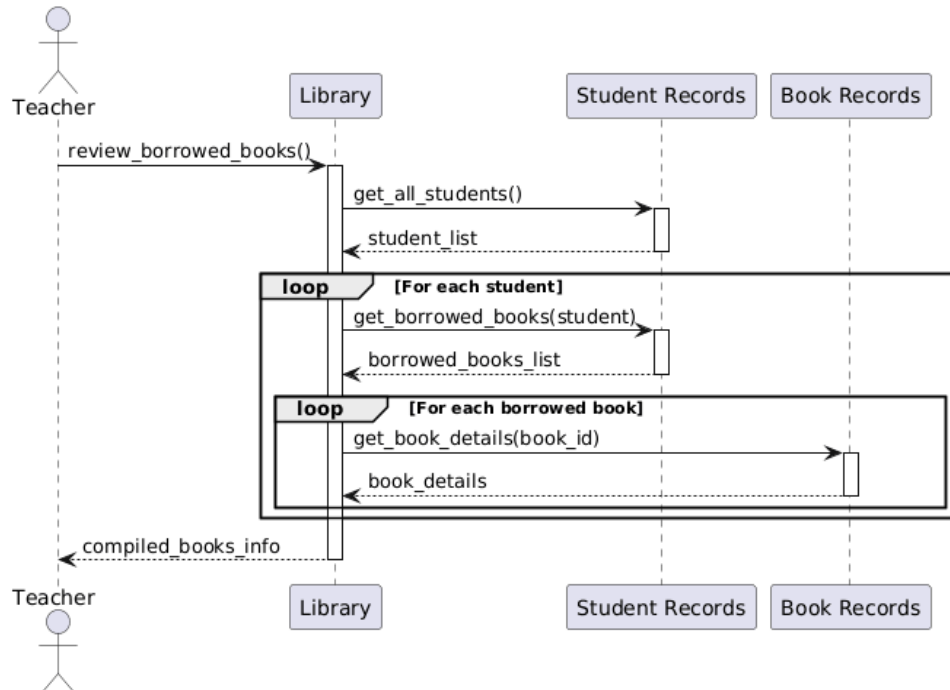 Teacher
Library
Student Records
Book Records
review_borrowed_books()
get_all_students()
student_list
loop [For each student]
get_borrowed_books(student)
borrowed_books_list
loop [For each borrowed book]
get_book_details(book_id)
book_details
compiled_books_info
Teacher
Library
Student Records
Book Records